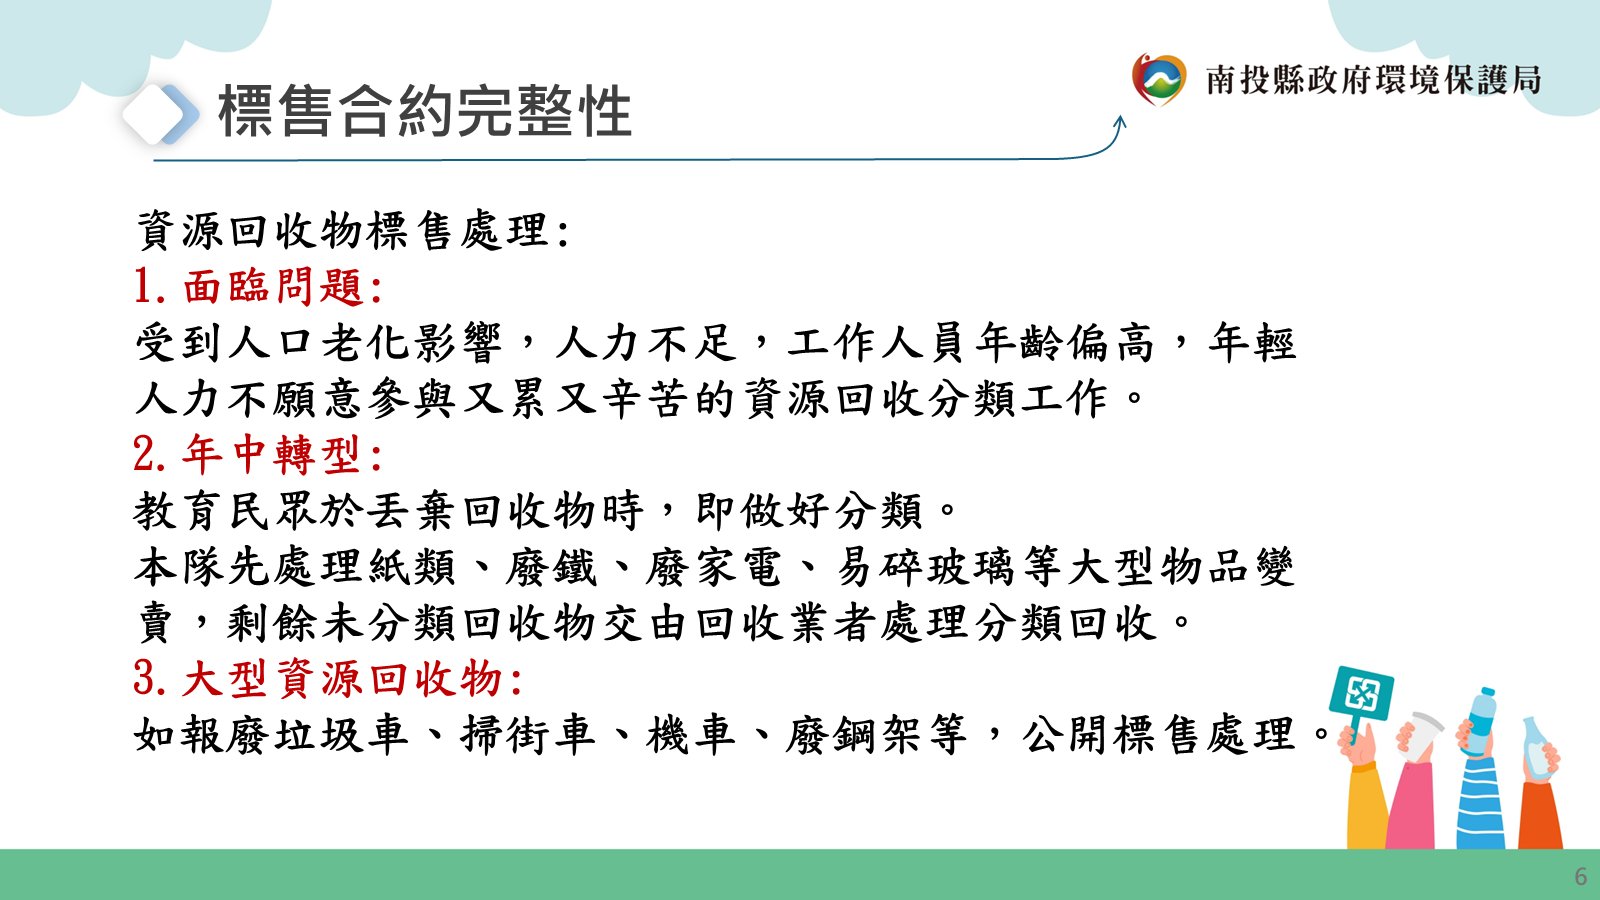 南投縣政府環境保護局
標售合約完整性
資源回收物標售處理:
1.面臨問題:
受到人口老化影響，人力不足，工作人員年齡偏高，年輕
人力不願意參與又累又辛苦的資源回收分類工作。
2.年中轉型:
教育民眾於丟棄回收物時，即做好分類。
本隊先處理紙類、廢鐵、廢家電、易碎玻璃等大型物品變
賣，剩餘未分類回收物交由回收業者處理分類回收。
3.大型資源回收物:
如報廢垃圾車、掃街車、機車、廢鋼架等，公開標售處理。
6